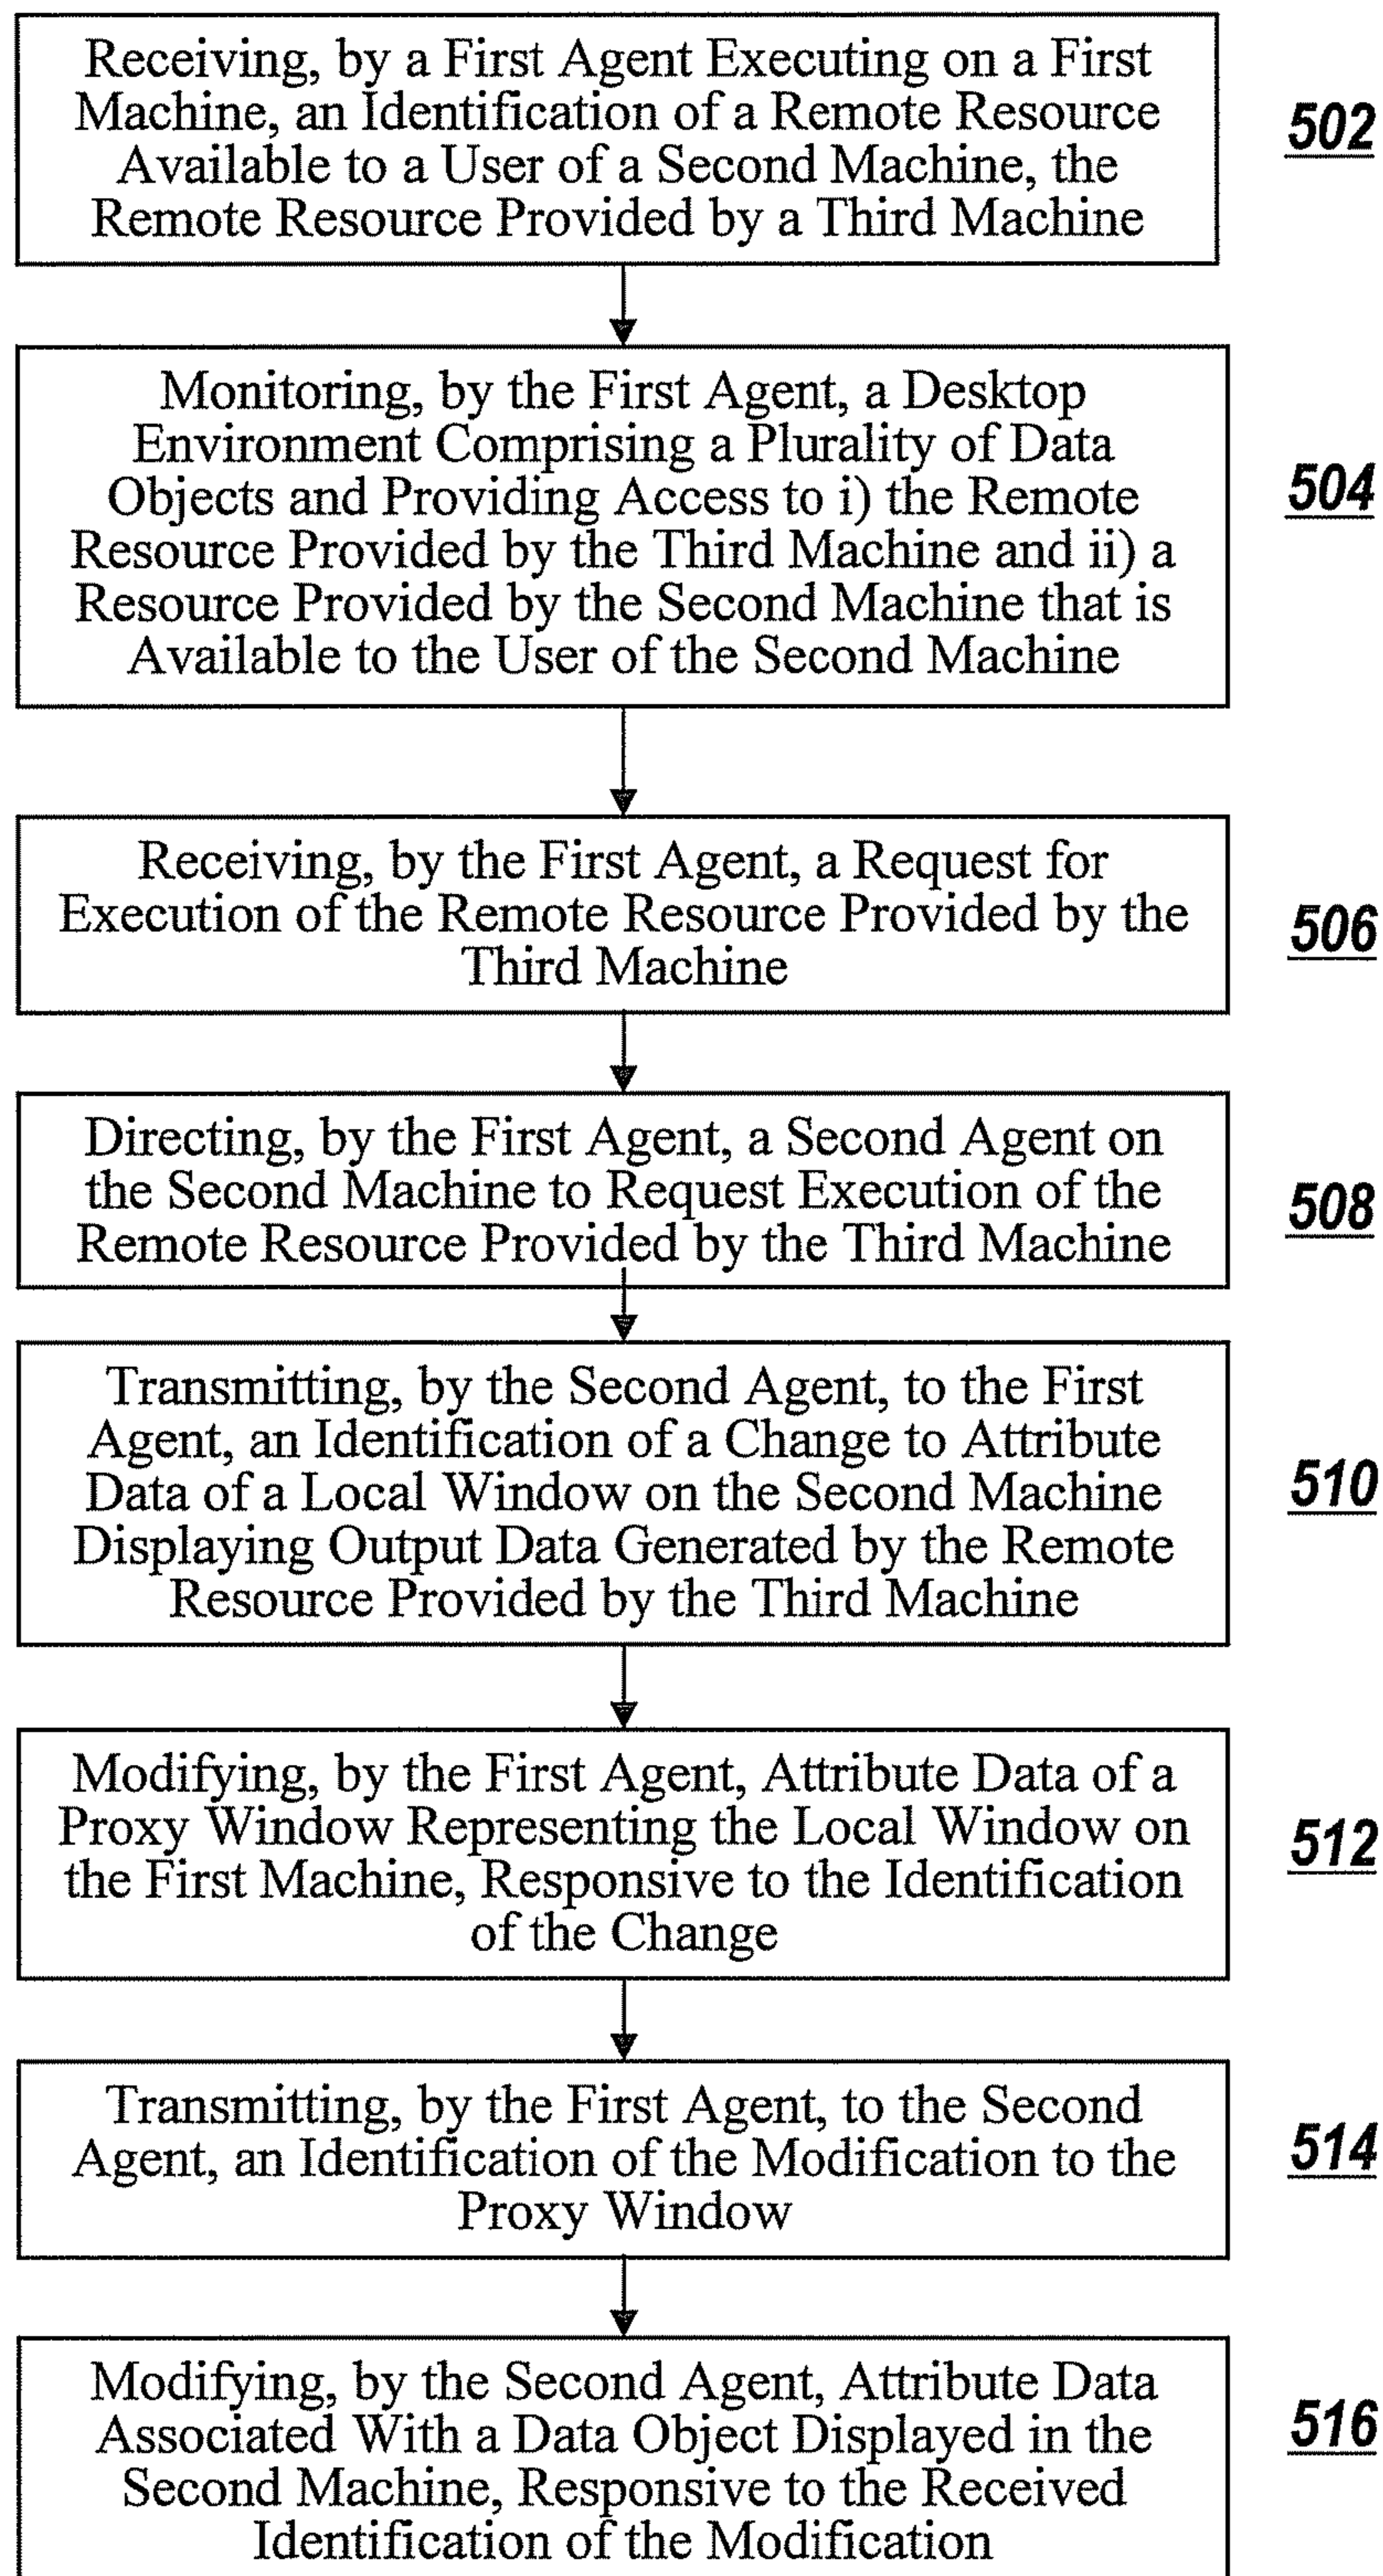 Receiving, by a First Agent Executing on a First
Machine, an Identification of a Remote Resource
Available to a User of a Second Machine, the
Remote Resource Provided by a Third Machine
502
Monitoring, by the First Agent, a Desktop
Environment Comprising a Plurality of Data
Objects and Providing Access to i) the Remote
Resource Provided by the Third Machine and ii) a
Resource Provided by the Second Machine that is
Available to the User of the Second Machine
504
Receiving, by the First Agent, a Request for
Execution of the Remote Resource Provided by the
Third Machine
506
Directing, by the First Agent, a Second Agent on
the Second Machine to Request Execution of the
Remote Resource Provided by the Third Machine
508
Transmitting, by the Second Agent, to the First
Agent, an Identification of a Change to Attribute
Data of a Local Window on the Second Machine
Displaying Output Data Generated by the Remote
Resource Provided by the Third Machine
510
Modifying, by the First Agent, Attribute Data of a
Proxy Window Representing the Local Window on
the First Machine, Responsive to the Identification
of the Change
512
Transmitting, by the First Agent, to the Second
Agent, an Identification of the Modification to the
Proxy Window
514
Modifying, by the Second Agent, Attribute Data
Associated With a Data Object Displayed in the
Second Machine, Responsive to the Received
Identification of the Modification
516